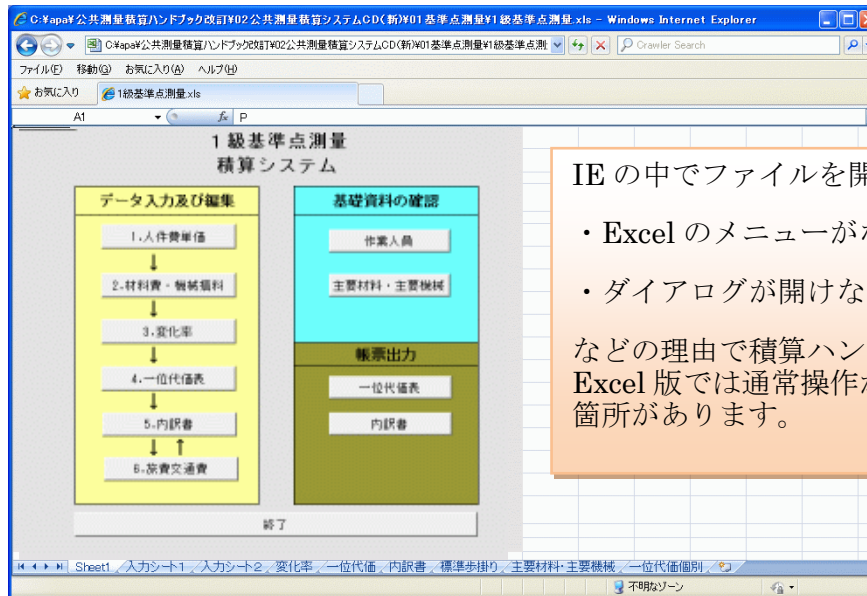 C:¥apa¥公共測量積算ハンドブック改訂¥02公共測量積算システムCD(新)¥01基準点測量¥1級基準点測量.xls - Windows Internet Explorer
C:¥apa¥公共測量積算ハンドブック改訂¥02公共測量積算システムCD(新)¥01基準点測量¥1級基準点測
Crawler Search
ファイル(F) 移動(G) お気に入り(A) ヘルプ(H)
お気に入り 1級基準点測量.xls
A1 fx P
1級基準点測量
積算システム
データ入力及び編集
1.人件費単価
2.材料費・機械損料
3.変化率
4.一位代価表
5.内訳書
6.旅費交通費
基礎資料の確認
作業人員
主要材料・主要機械
帳票出力
一位代価表
内訳書
終了
IE の中でファイルを開
・Excel のメニューが
・ダイアログが開けな
などの理由で積算ハン
Excel 版では通常操作
箇所があります。
Sheet1 入力シート1 入力シート2 変化率 一位代価 内訳書 標準歩掛り 主要材料・主要機械 一位代価個別
不明なゾーン